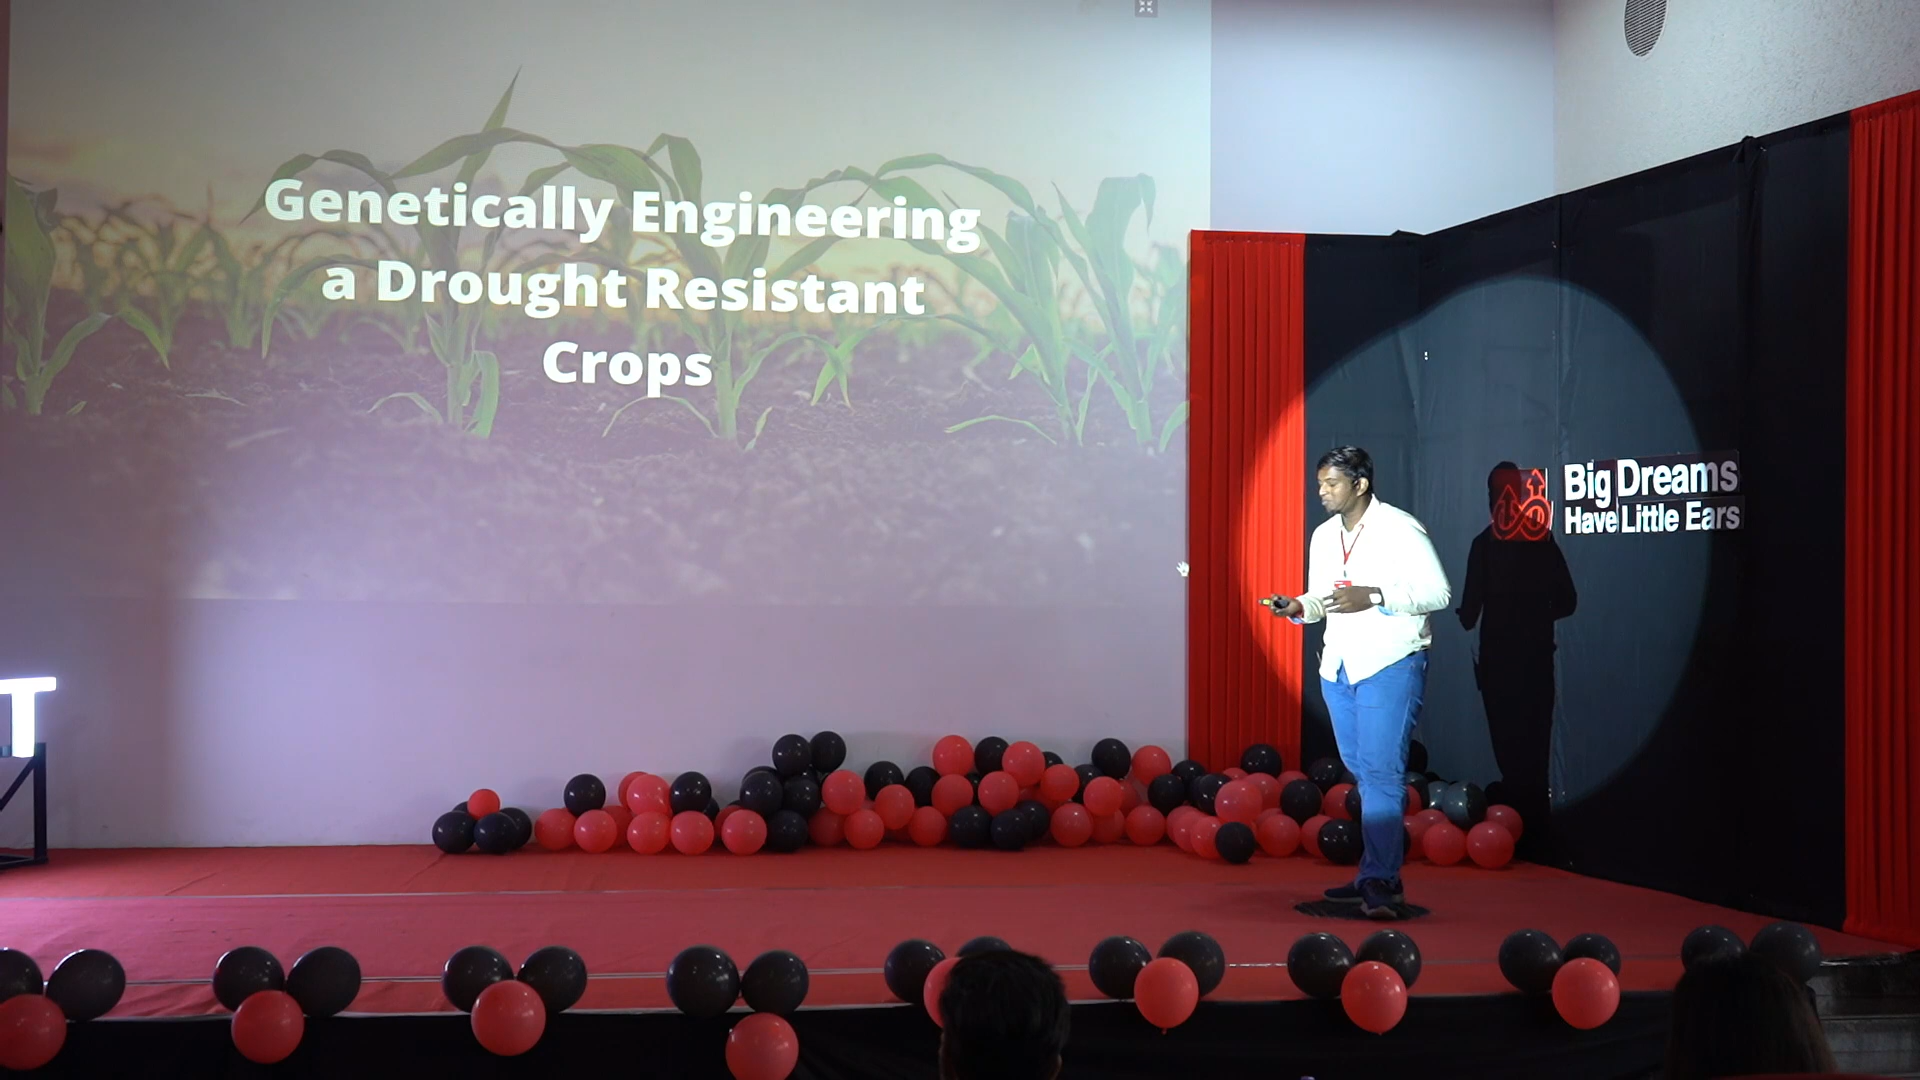 Genetically Engineering
a Drought Resistant
Crops
Big Dreams
Have Little Ears
T